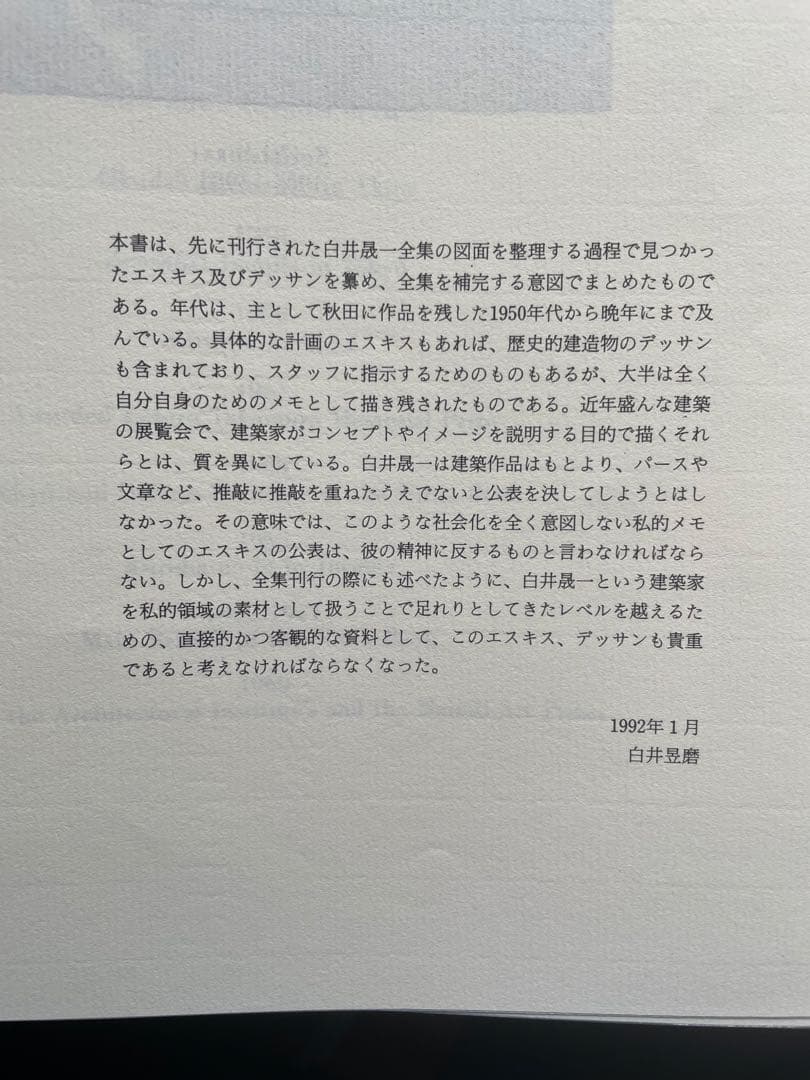 本書は、先に刊行された白井晟一全集の図面を整理する過程で見つかっ
たエスキス及びデッサンを纂め、全集を補完する意図でまとめたもので
ある。年代は、主として秋田に作品を残した1950年代から晩年にまで及
んでいる。具体的な計画のエスキスもあれば、歴史的建造物のデッサン
も含まれており、スタッフに指示するためのものもあるが、大半は全く
自分自身のためのメモとして描き残されたものである。近年盛んな建築
の展覧会で、建築家がコンセプトやイメージを説明する目的で描くそれ
らとは、質を異にしている。白井晟一は建築作品はもとより、パースや
文章など、推敲に推敲を重ねたうえでないと公表を決してしようとはし
なかった。その意味では、このような社会化を全く意図しない私的メモ
としてのエスキスの公表は、彼の精神に反するものと言わなければなら
ない。しかし、全集刊行の際にも述べたように、白井晟一という建築家
を私的領域の素材として扱うことで足れりとしてきたレベルを越えるた
めの、直接的かつ客観的な資料として、このエスキス、デッサンも貴重
であると考えなければならなくなった。
1992年1月
白井昱磨